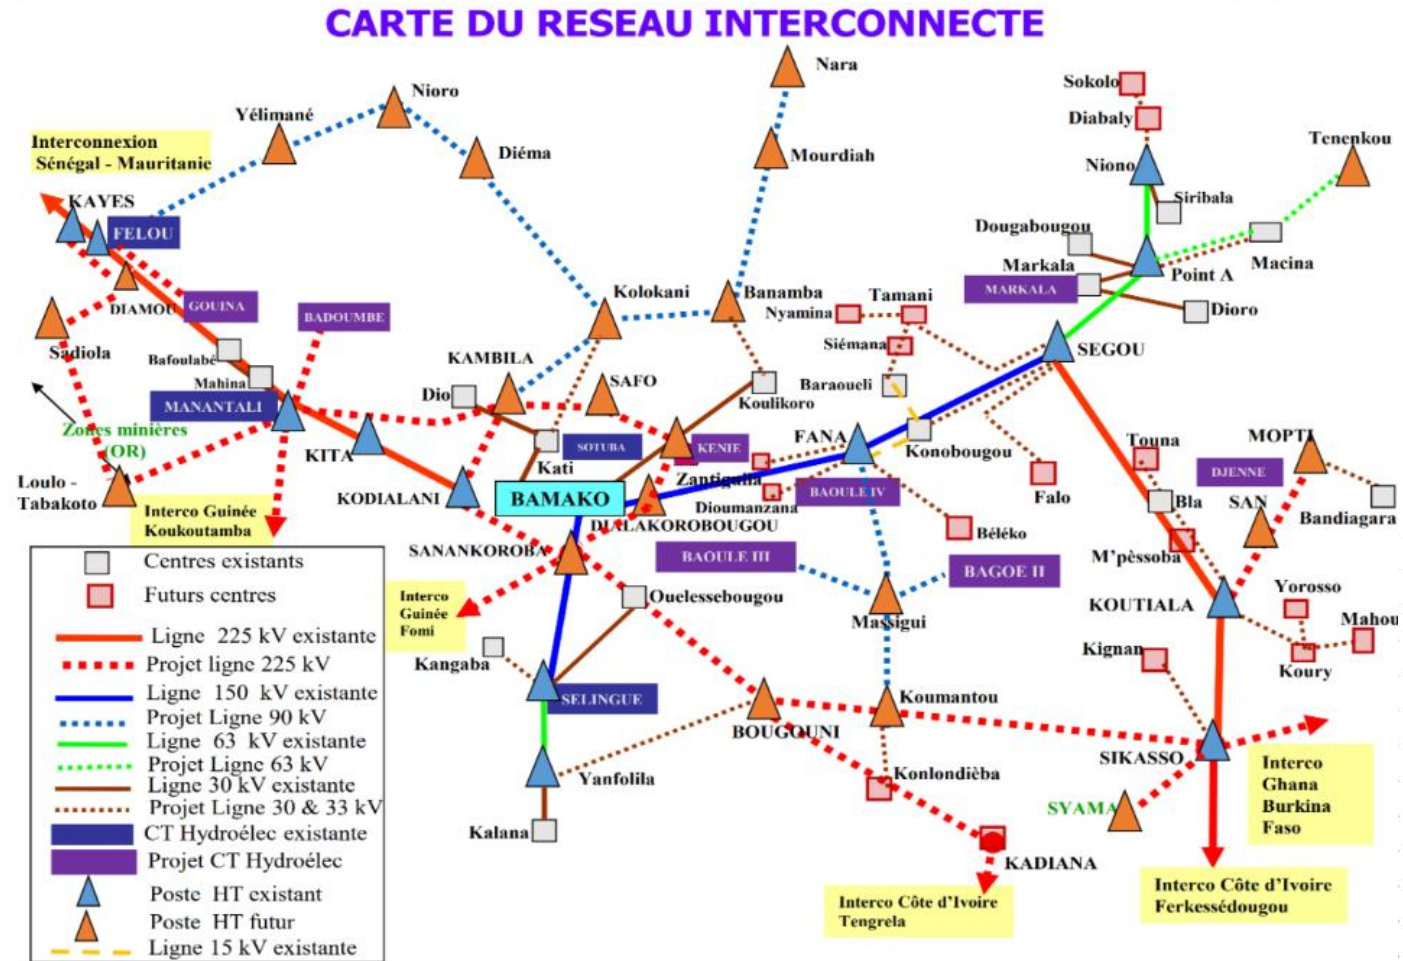 CARTE DU RESEAU INTERCONNECTE
Nara
Nioro
Sokolo
Yélimané
Diabaly
Tenenkou
Interconnexion
Sénégal - Mauritanie
Diéma
Mourdiah
Niono
KAYES
Siribala
FELOU
Dougabougou
Markala
Point A
Macina
MARKALA
DIAMOU
GOUINA
BADOUMBE
Kolokani
Banamba
Nyamina
Tamani
Dioro
Sadiola
Bafoulabé
KAMBILA
Siémana
SEGOU
Mahina
Dio
SAFO
Koulikoro
Baraoueli
MANANTALI
Zones minières
(OR)
KITA
Kati
SOTUBA
KENIE
FANA
Konobougou
Touna
MOPTI
DJENNE
Loulo -
Tabakoto
KODIALANI
BAMAKO
Zantiguila
BAOULE IV
Falo
Bla
SAN
Bandiagara
Interco Guinée
Koukoutamba
Dioumanzana
DIALAKOROBOUGOU
Béléko
SANANKOROBA
BAOULE III
BAGOE II
M'pèssoba
Centres existants
Futurs centres
Interco
Guinée
Fomi
Ouelessebougou
Massigui
KOUTIALA
Yorosso
Mahou
Ligne 225 kV existante
Projet ligne 225 kV
Kangaba
Kignan
Koury
Ligne 150 kV existante
SELINGUE
Koumantou
Projet Ligne 90 kV
BOUGOUNI
Ligne 63 kV existante
SIKASSO
Projet Ligne 63 kV
Yanfolila
Konlondièba
Interco
Ghana
Burkina
Faso
Ligne 30 kV existante
Projet Ligne 30 & 33 kV
SYAMA
CT Hydroélec existante
Kalana
Projet CT Hydroélec
KADIANA
Poste HT existant
Interco Côte d'Ivoire
Tengrela
Interco Côte d'Ivoire
Ferkessédougou
Poste HT futur
Ligne 15 kV existante